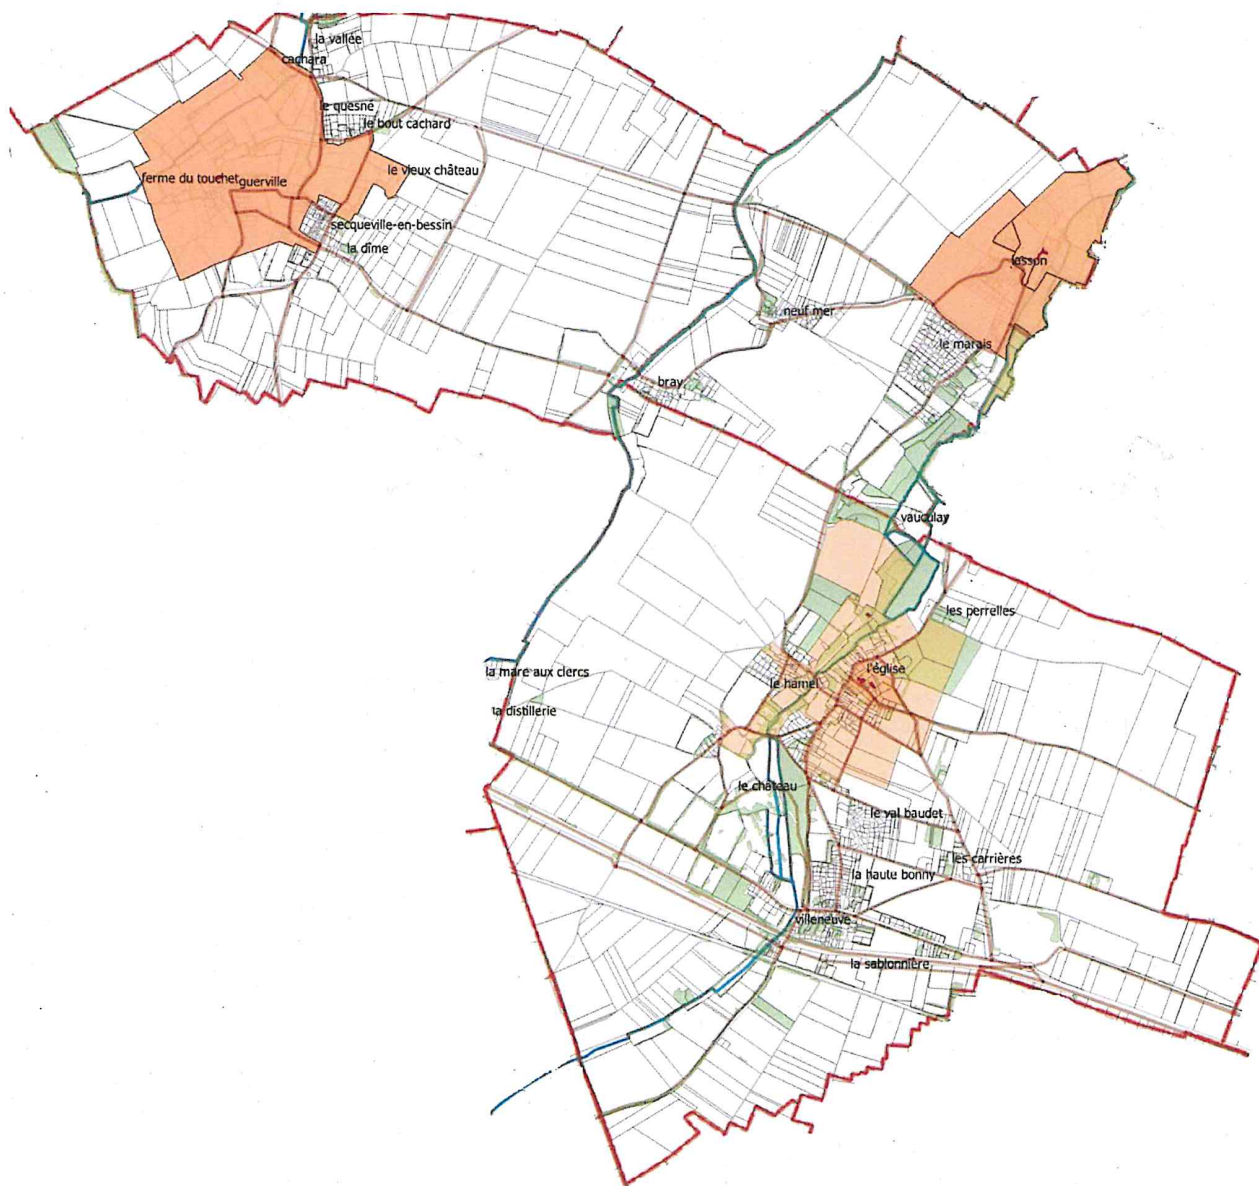 la vallée
cachara
le quesné
le bout cachard
le vieux château
ferme du touchet
guerville
secqueville-en-bessin
la dîme
lasson
neuf mer
le marais
bray
vauculay
les perrelles
l'église
la mare aux clercs
le hamel
la distillerie
le château
le val baudet
les carrières
la haute bonny
villeneuve
la sablonnière